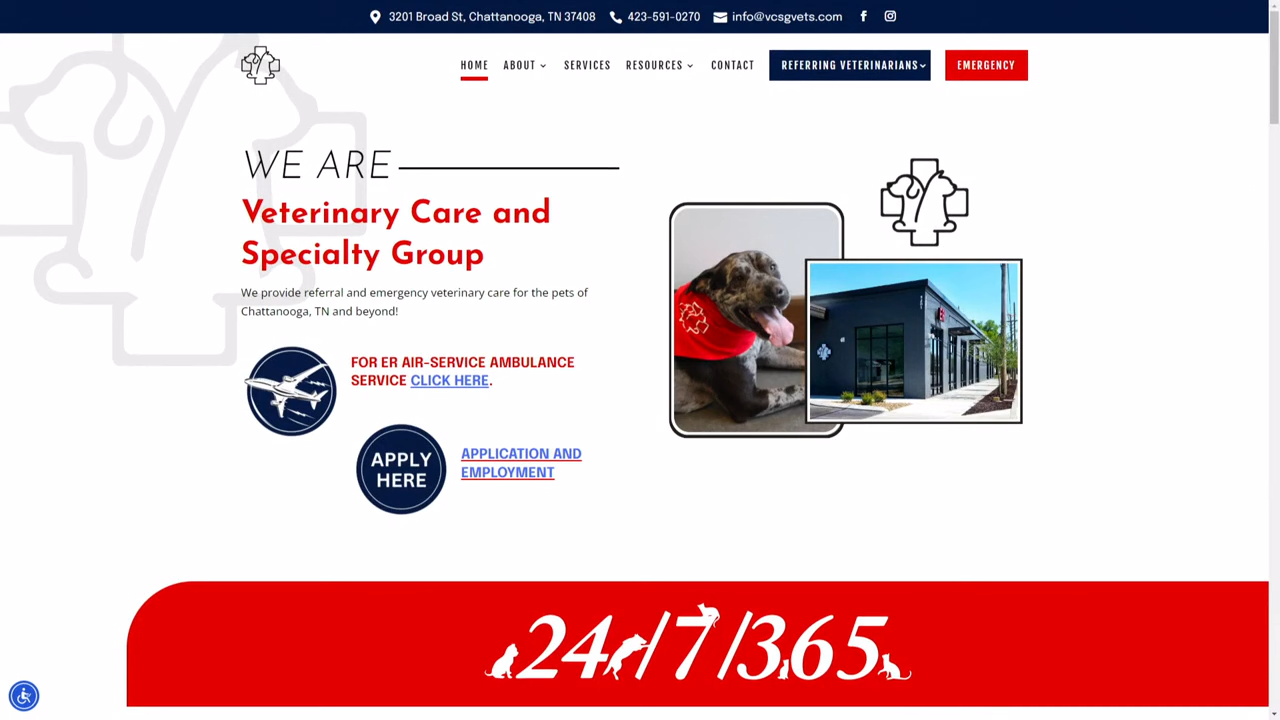 3201 Broad St, Chattanooga, TN 37408 423-591-0270 info@vcsgvets.com
HOME ABOUT SERVICES RESOURCES CONTACT REFERRING VETERINARIANS EMERGENCY
WE ARE
Veterinary Care and
Specialty Group
We provide referral and emergency veterinary care for the pets of
Chattanooga, TN and beyond!
FOR ER AIR-SERVICE AMBULANCE
SERVICE CLICK HERE.
APPLY
HERE
APPLICATION AND
EMPLOYMENT
24/7/365